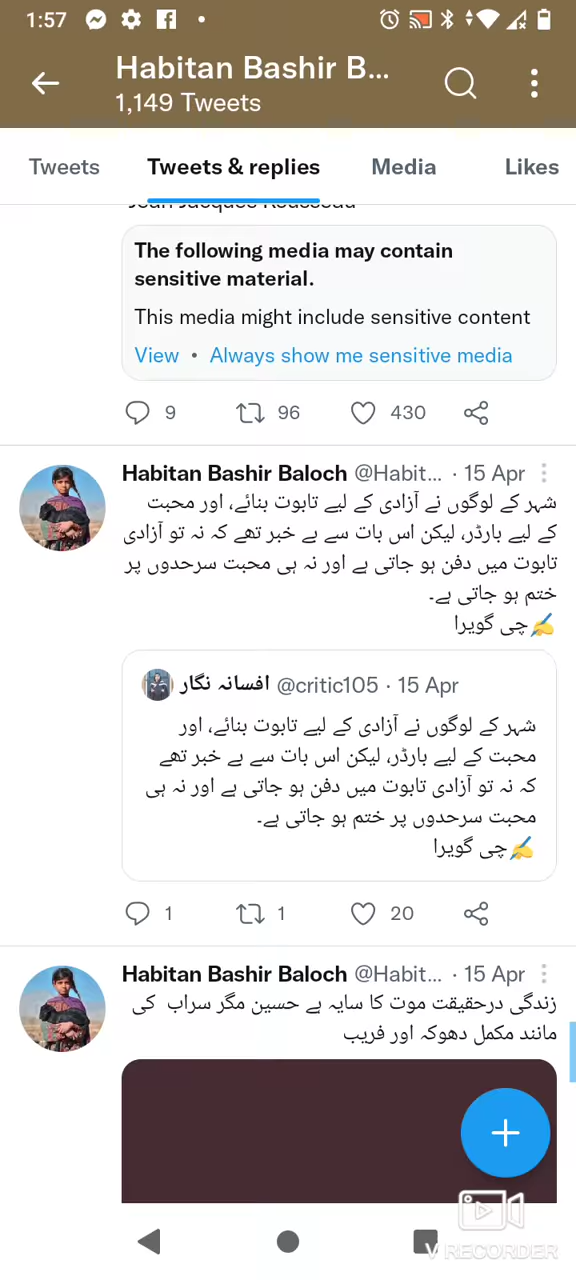 1:57
Habitan Bashir B...
1,149 Tweets
Tweets
Tweets & replies
Media
Likes
Jean Jacques Rousseau
The following media may contain
sensitive material.
This media might include sensitive content
View • Always show me sensitive media
9 96 430
Habitan Bashir Baloch @Habit... · 15 Apr
شہر کے لوگوں نے آزادی کے لیے تابوت بنائے، اور محبت
کے لیے بارڈر، لیکن اس بات سے بے خبر تھے کہ نہ تو آزادی
تابوت میں دفن ہو جاتی ہے اور نہ ہی محبت سرحدوں پر
ختم ہو جاتی ہے۔
✍️چی گویرا
افسانہ نگار @critic105 · 15 Apr
شہر کے لوگوں نے آزادی کے لیے تابوت بنائے، اور
محبت کے لیے بارڈر، لیکن اس بات سے بے خبر تھے
کہ نہ تو آزادی تابوت میں دفن ہو جاتی ہے اور نہ ہی
محبت سرحدوں پر ختم ہو جاتی ہے۔
✍️چی گویرا
1 1 20
Habitan Bashir Baloch @Habit... · 15 Apr
زندگی درحقیقت موت کا سایہ ہے حسین مگر سراب کی
مانند مکمل دھوکہ اور فریب
V RECORDER